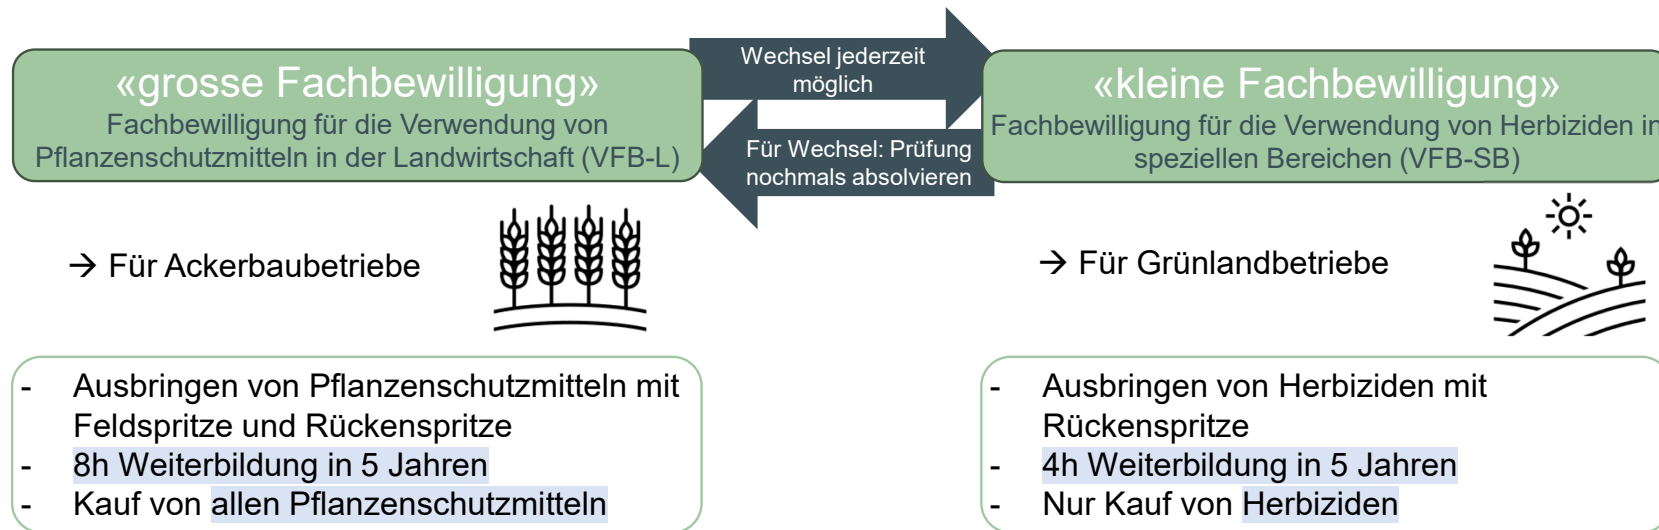 «grosse Fachbewilligung»
Fachbewilligung für die Verwendung von
Pflanzenschutzmitteln in der Landwirtschaft (VFB-L)
Wechsel jederzeit
möglich
Für Wechsel: Prüfung
nochmals absolvieren
«kleine Fachbewilligung»
Fachbewilligung für die Verwendung von Herbiziden in
speziellen Bereichen (VFB-SB)
→ Für Ackerbaubetriebe
→ Für Grünlandbetriebe
- Ausbringen von Pflanzenschutzmitteln mit
Feldspritze und Rückenspritze
- 8h Weiterbildung in 5 Jahren
- Kauf von allen Pflanzenschutzmitteln
- Ausbringen von Herbiziden mit
Rückenspritze
- 4h Weiterbildung in 5 Jahren
- Nur Kauf von Herbiziden